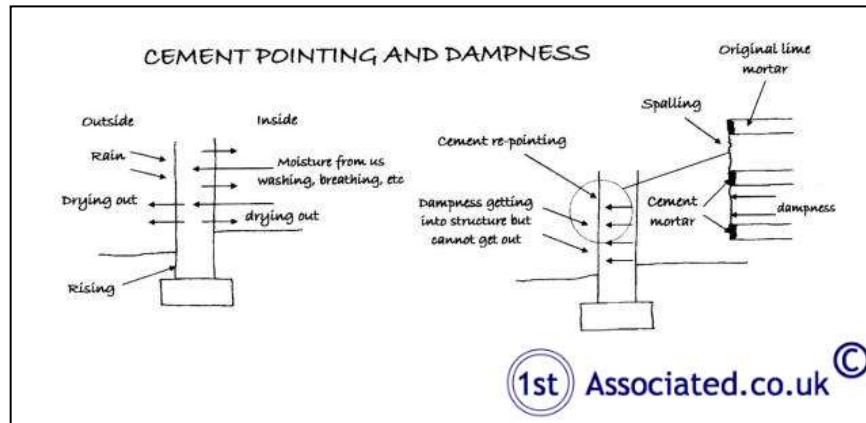 CEMENT POINTING AND DAMPNESS
Outside
Inside
Rain
Moisture from us
washing, breathing, etc
Drying out
drying out
Rising
Original lime
mortar
Spalling
Cement re-pointing
Dampness getting
into structure but
cannot get out
Cement
mortar
dampness
1st Associated.co.uk ©